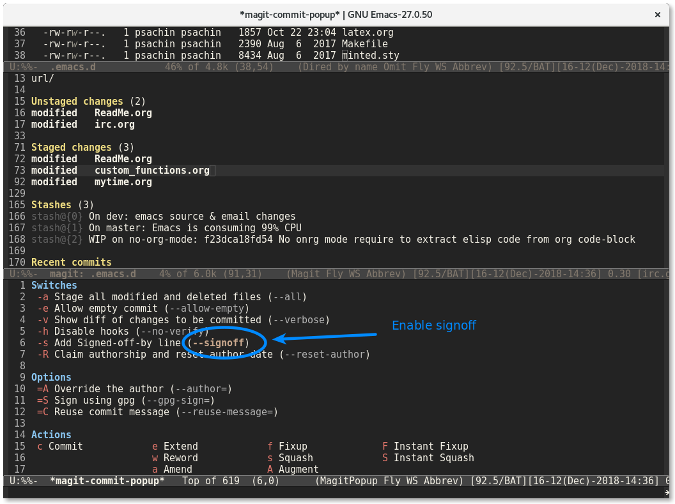 *magit-commit-popup* | GNU Emacs-27.0.50
36 -rw-rw-r--. 1 psachin psachin 1857 Oct 22 23:04 latex.org
37 -rw-rw-r--. 1 psachin psachin 2390 Aug 6 2017 Makefile
38 -rw-rw-r--. 1 psachin psachin 8434 Aug 6 2017 minted.sty
U:%%- .emacs.d 46% of 4.8k (38,54) (Dired by name Omit Fly WS Abbrev) [92.5/BAT][16-12(Dec)-2018-14:
13 url/
14
15 Unstaged changes (2)
16 modified ReadMe.org
17 modified irc.org
33
71 Staged changes (3)
72 modified ReadMe.org
73 modified custom_functions.org
92 modified mytime.org
129
165 Stashes (3)
166 stash@{0} On dev: emacs source & email changes
167 stash@{1} On master: Emacs is consuming 99% CPU
168 stash@{2} WIP on no-org-mode: f23dca18fd54 No onrg mode require to extract elisp code from org code-block
169
170 Recent commits
U:%%- magit: .emacs.d 4% of 6.0k (91,31) (Magit Fly WS Abbrev) [92.5/BAT][16-12(Dec)-2018-14:36] 0.38 [irc.o
1 Switches
2 -a Stage all modified and deleted files (--all)
3 -e Allow empty commit (--allow-empty)
4 -v Show diff of changes to be committed (--verbose)
5 -h Disable hooks (--no-verify)
6 -s Add Signed-off-by line (--signoff)
7 -R Claim authorship and reset author date (--reset-author)
8
9 Options
10 =A Override the author (--author=)
11 =S Sign using gpg (--gpg-sign=)
12 =C Reuse commit message (--reuse-message=)
13
14 Actions
15 c Commit e Extend f Fixup F Instant Fixup
16 w Reword s Squash S Instant Squash
17 a Amend A Augment
U:%%- *magit-commit-popup* Top of 619 (6,0) (MagitPopup Fly WS Abbrev) [92.5/BAT][16-12(Dec)-2018-14:36] 0
Enable signoff